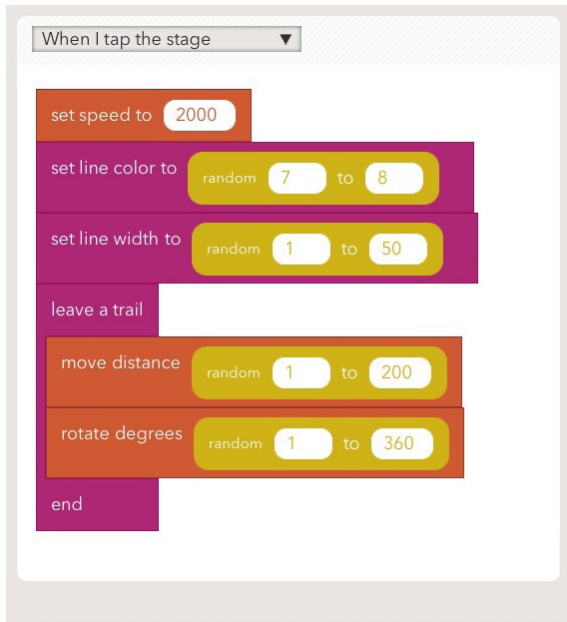 When I tap the stage
set speed to 2000
set line color to random 7 to 8
set line width to random 1 to 50
leave a trail
move distance random 1 to 200
rotate degrees random 1 to 360
end